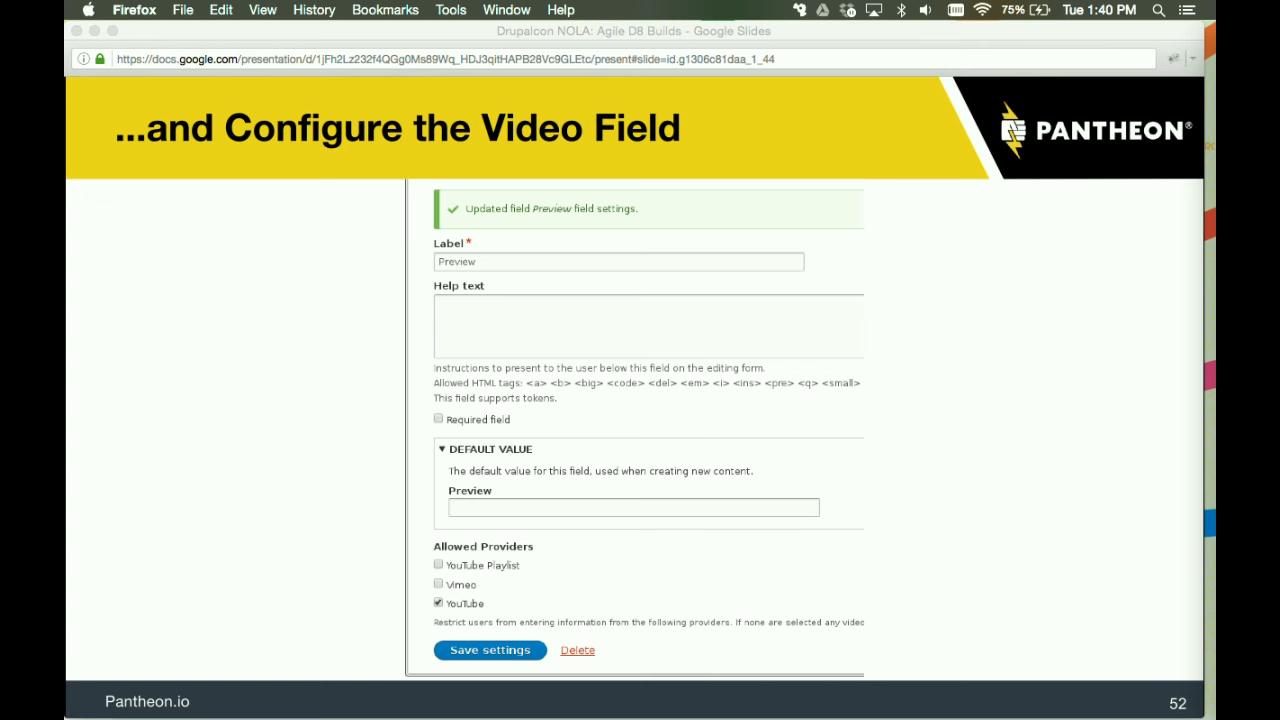 Firefox File Edit View History Bookmarks Tools Window Help 75% Tue 1:40 PM
Drupalcon NOLA: Agile D8 Builds - Google Slides
https://docs.google.com/presentation/d/1jFh2Lz232f4QGg0Ms89Wq_HDJ3qitHAPB28Vc9GLEtc/present#slide=id.g1306c81daa_1_44
...and Configure the Video Field
PANTHEON®
Updated field Preview field settings.
Label*
Preview
Help text
Instructions to present to the user below this field on the editing form.
Allowed HTML tags: <a> <b> <big> <code> <del> <em> <i> <ins> <pre> <q> <small>
This field supports tokens.
Required field
DEFAULT VALUE
The default value for this field, used when creating new content.
Preview
Allowed Providers
YouTube Playlist
Vimeo
YouTube
Restrict users from entering information from the following providers. If none are selected any video
Save settings Delete
Pantheon.io
52